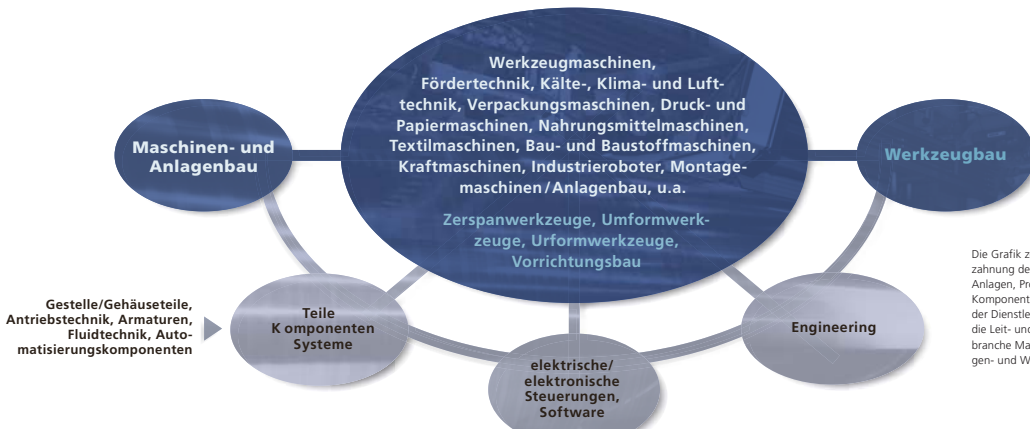 Werkzeugmaschinen,
Fördertechnik, Kälte-, Klima- und Luft-
technik, Verpackungsmaschinen, Druck- und
Papiermaschinen, Nahrungsmittelmaschinen,
Textilmaschinen, Bau- und Baustoffmaschinen,
Kraftmaschinen, Industrieroboter, Montage-
maschinen/Anlagenbau, u.a.
Zerspanwerkzeuge, Umformwerk-
zeuge, Urformwerkzeuge,
Vorrichtungsbau
Maschinen- und
Anlagenbau
Werkzeugbau
Gestelle/Gehäuseteile,
Antriebstechnik, Armaturen,
Fluidtechnik, Auto-
matisierungskomponenten
Teile
K omponenten
Systeme
elektrische/
elektronische
Steuerungen,
Software
Engineering
Die Grafik z
zahnung de
Anlagen, Pr
Komponent
der Dienstle
die Leit- und
branche Ma
gen- und W